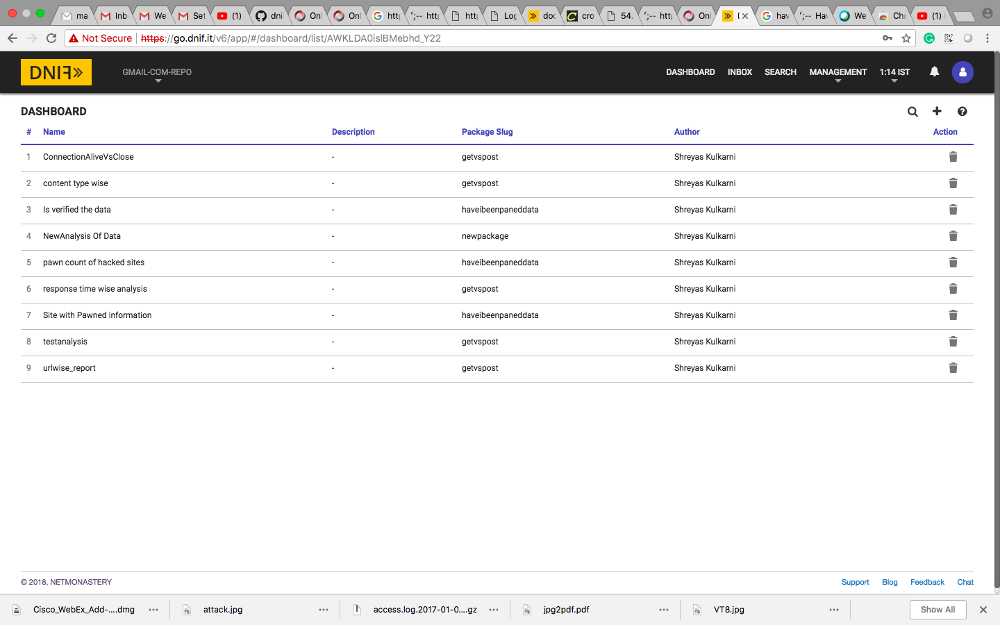 ma Inb We Set (1) dni Onl Onl http ';-- http http Log doc cro 54. ';-- http Onl hav ';-- Hav We Chr (1)
Not Secure https://go.dnif.it/v6/app/#/dashboard/list/AWKLDA0islBMebhd_Y22
DNIF» GMAIL-COM-REPO DASHBOARD INBOX SEARCH MANAGEMENT 1:14 IST
DASHBOARD
# Name Description Package Slug Author Action
1 ConnectionAliveVsClose - getvspost Shreyas Kulkarni
2 content type wise - getvspost Shreyas Kulkarni
3 Is verified the data - haveibeenpaneddata Shreyas Kulkarni
4 NewAnalysis Of Data - newpackage Shreyas Kulkarni
5 pawn count of hacked sites - haveibeenpaneddata Shreyas Kulkarni
6 response time wise analysis - getvspost Shreyas Kulkarni
7 Site with Pawned information - haveibeenpaneddata Shreyas Kulkarni
8 testanalysis - getvspost Shreyas Kulkarni
9 urlwise_report - getvspost Shreyas Kulkarni
© 2018, NETMONASTERY Support Blog Feedback Chat
Cisco_WebEx_Add-....dmg attack.jpg access.log.2017-01-0....gz jpg2pdf.pdf VT8.jpg Show All